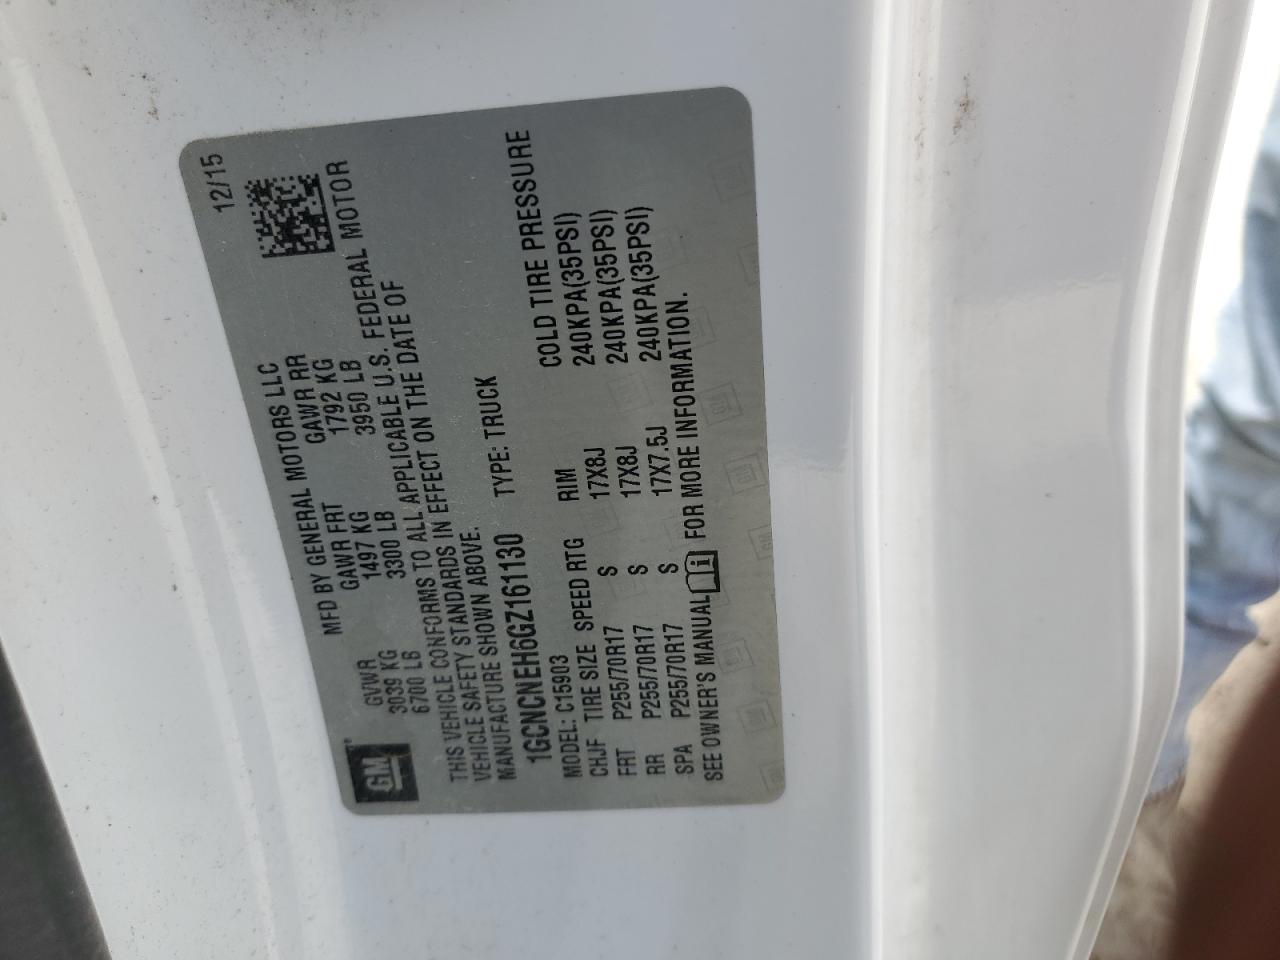 GM®
MFD BY GENERAL MOTORS LLC 12/15
GVWR GAWR FRT GAWR RR
3039 KG 1497 KG 1792 KG
6700 LB 3300 LB 3950 LB
THIS VEHICLE CONFORMS TO ALL APPLICABLE U.S. FEDERAL MOTOR
VEHICLE SAFETY STANDARDS IN EFFECT ON THE DATE OF
MANUFACTURE SHOWN ABOVE.
1GCNCNEH6GZ161130 TYPE: TRUCK
MODEL: C15903
CHJF TIRE SIZE SPEED RTG RIM COLD TIRE PRESSURE
FRT P255/70R17 S 17X8J 240KPA(35PSI)
RR P255/70R17 S 17X8J 240KPA(35PSI)
SPA P255/70R17 S 17X7.5J 240KPA(35PSI)
SEE OWNER'S MANUAL FOR MORE INFORMATION.